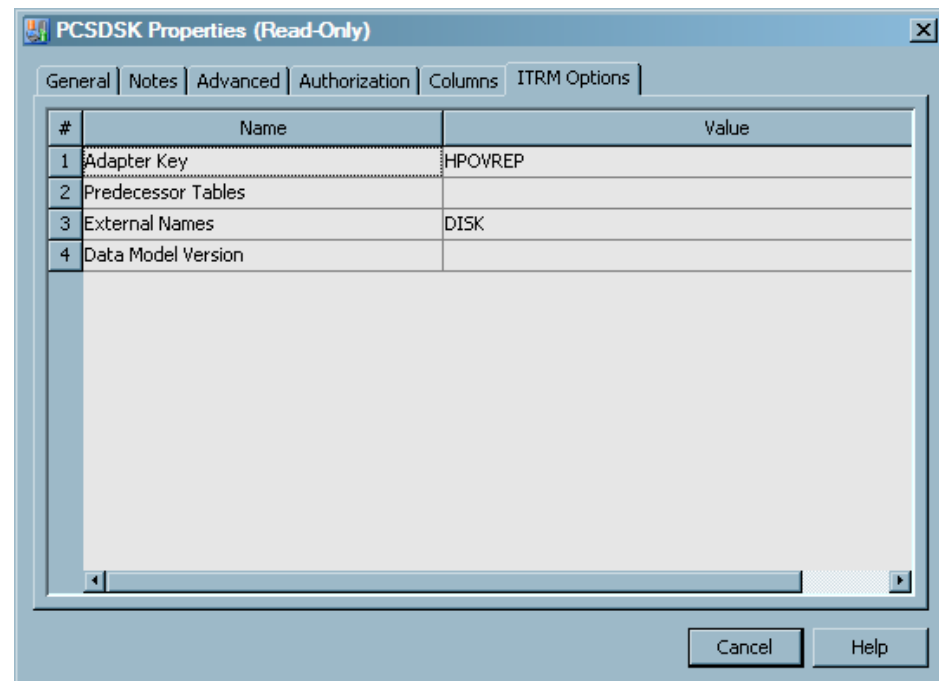 PCSDSK Properties (Read-Only)
General Notes Advanced Authorization Columns ITRM Options
# Name Value
1 Adapter Key HPOVREP
2 Predecessor Tables
3 External Names DISK
4 Data Model Version
Cancel Help